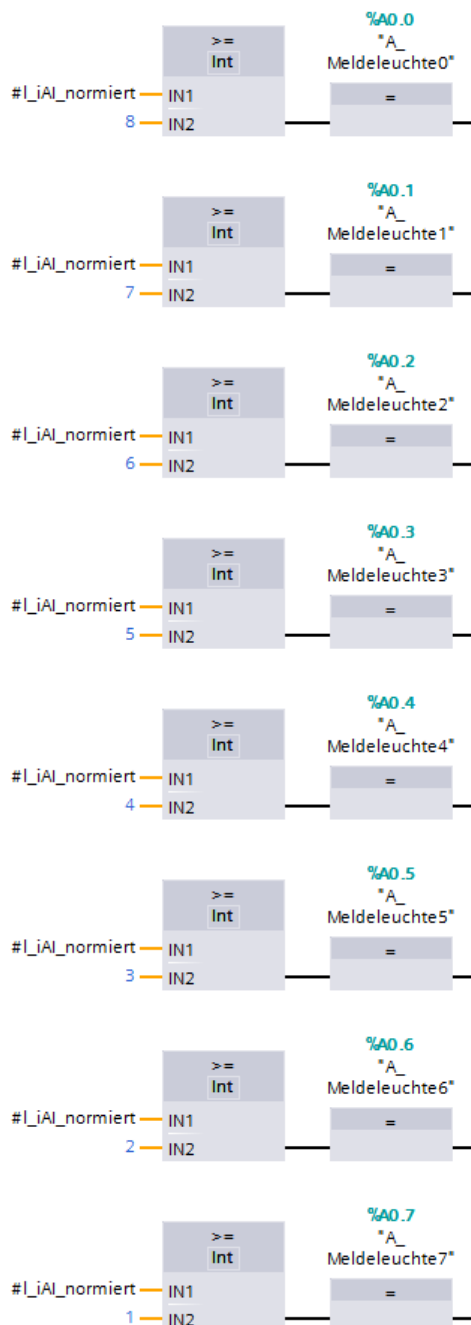 %A0.0
"A_
Meldeleuchte0"
>=
Int
=
#l_iAI_normiert IN1
8 IN2
%A0.1
"A_
Meldeleuchte1"
>=
Int
=
#l_iAI_normiert IN1
7 IN2
%A0.2
"A_
Meldeleuchte2"
>=
Int
=
#l_iAI_normiert IN1
6 IN2
%A0.3
"A_
Meldeleuchte3"
>=
Int
=
#l_iAI_normiert IN1
5 IN2
%A0.4
"A_
Meldeleuchte4"
>=
Int
=
#l_iAI_normiert IN1
4 IN2
%A0.5
"A_
Meldeleuchte5"
>=
Int
=
#l_iAI_normiert IN1
3 IN2
%A0.6
"A_
Meldeleuchte6"
>=
Int
=
#l_iAI_normiert IN1
2 IN2
%A0.7
"A_
Meldeleuchte7"
>=
Int
=
#l_iAI_normiert IN1
1 IN2